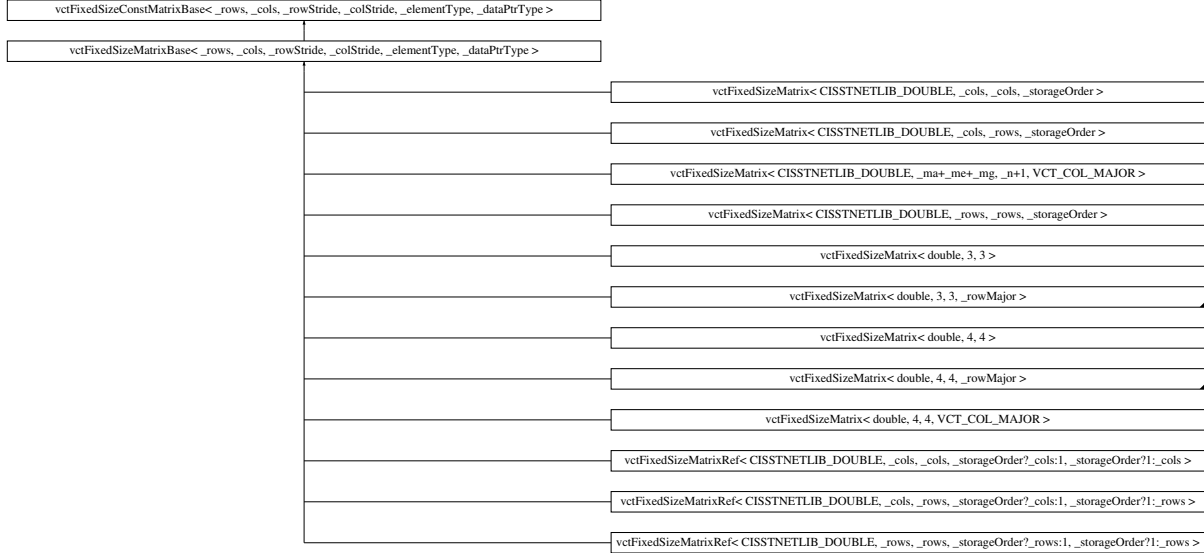 vctFixedSizeConstMatrixBase< _rows, _cols, _rowStride, _colStride, _elementType, _dataPtrType >
vctFixedSizeMatrixBase< _rows, _cols, _rowStride, _colStride, _elementType, _dataPtrType >
vctFixedSizeMatrix< CISSTNETLIB_DOUBLE, _cols, _cols, _storageOrder >
vctFixedSizeMatrix< CISSTNETLIB_DOUBLE, _cols, _rows, _storageOrder >
vctFixedSizeMatrix< CISSTNETLIB_DOUBLE, _ma+_me+_mg, _n+1, VCT_COL_MAJOR >
vctFixedSizeMatrix< CISSTNETLIB_DOUBLE, _rows, _rows, _storageOrder >
vctFixedSizeMatrix< double, 3, 3 >
vctFixedSizeMatrix< double, 3, 3, _rowMajor >
vctFixedSizeMatrix< double, 4, 4 >
vctFixedSizeMatrix< double, 4, 4, _rowMajor >
vctFixedSizeMatrix< double, 4, 4, VCT_COL_MAJOR >
vctFixedSizeMatrixRef< CISSTNETLIB_DOUBLE, _cols, _cols, _storageOrder?_cols:1, _storageOrder?1:_cols >
vctFixedSizeMatrixRef< CISSTNETLIB_DOUBLE, _cols, _rows, _storageOrder?_cols:1, _storageOrder?1:_rows >
vctFixedSizeMatrixRef< CISSTNETLIB_DOUBLE, _rows, _rows, _storageOrder?_rows:1, _storageOrder?1:_rows >